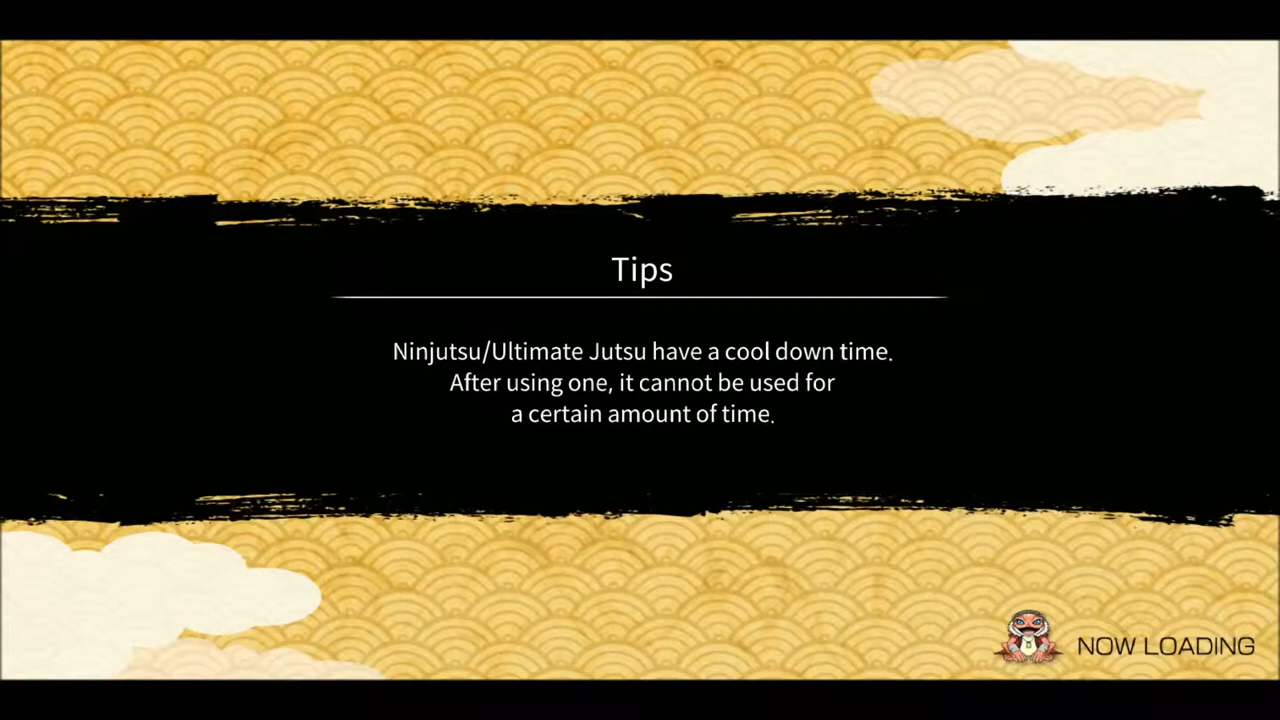 Tips
Ninjutsu/Ultimate Jutsu have a cool down time.
After using one, it cannot be used for
a certain amount of time.
NOW LOADING